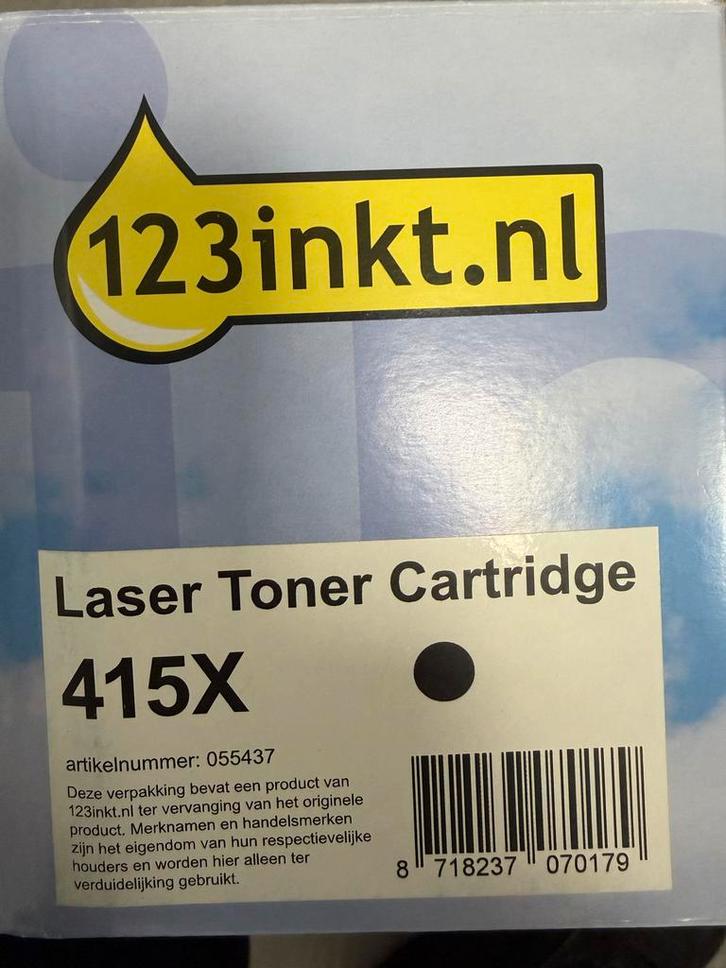 123inkt.nl
Laser Toner Cartridge
415X
artikelnummer: 055437
Deze verpakking bevat een product van
123inkt.nl ter vervanging van het originele
product. Merknamen en handelsmerken
zijn het eigendom van hun respectievelijke
houders en worden hier alleen ter
verduidelijking gebruikt.
8 718237 070179